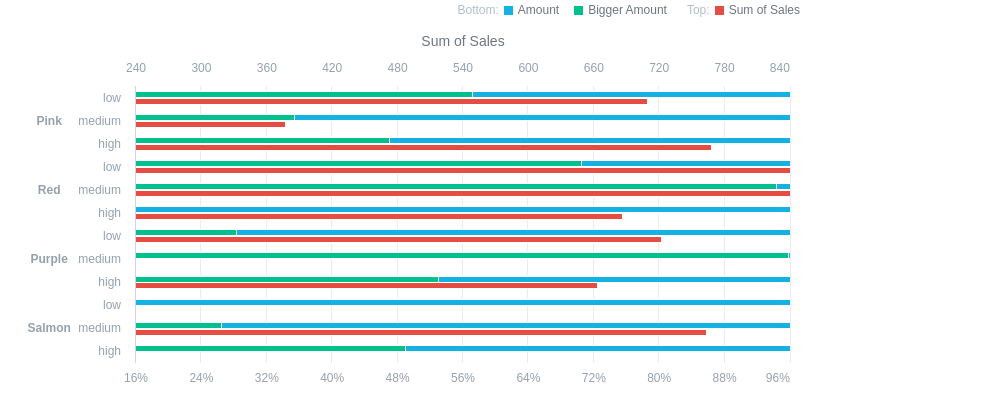 Bottom: Amount Bigger Amount Top: Sum of Sales
Sum of Sales
240 300 360 420 480 540 600 660 720 780 840
low
Pink medium
high
low
Red medium
high
low
Purple medium
high
low
Salmon medium
high
16% 24% 32% 40% 48% 56% 64% 72% 80% 88% 96%